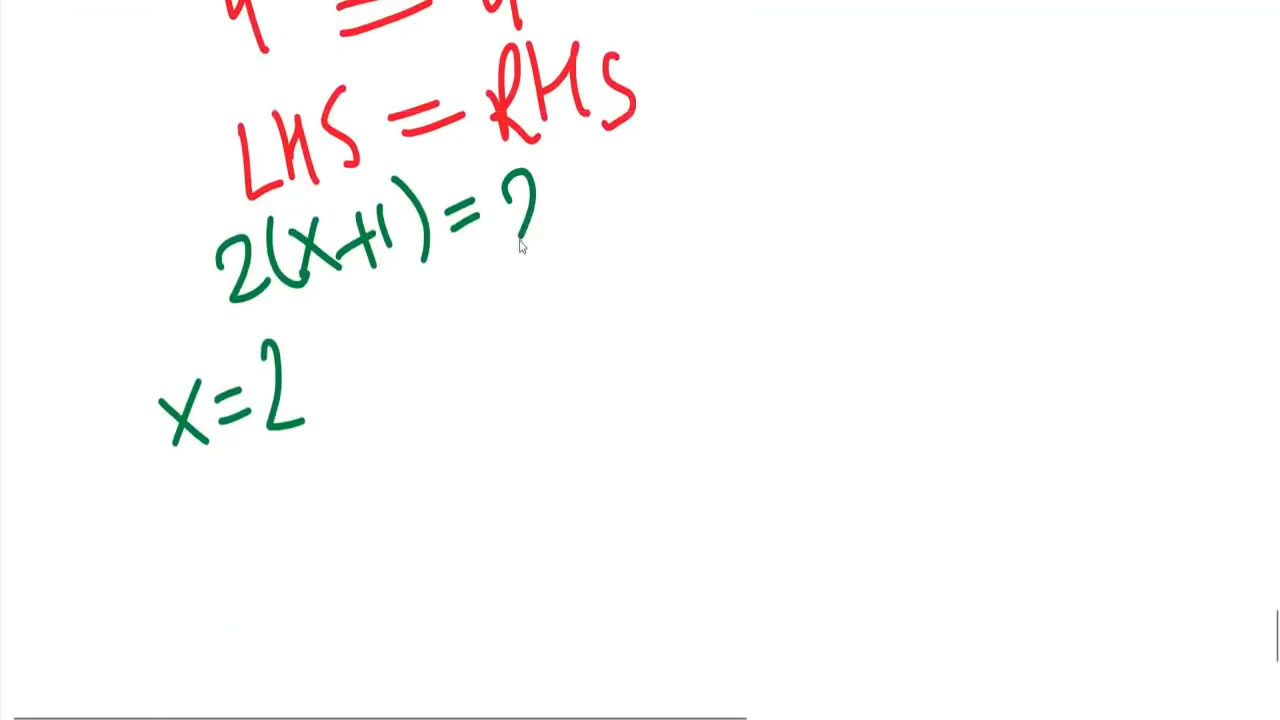 LHS = RHS
2(x+1) = ?
x = 2